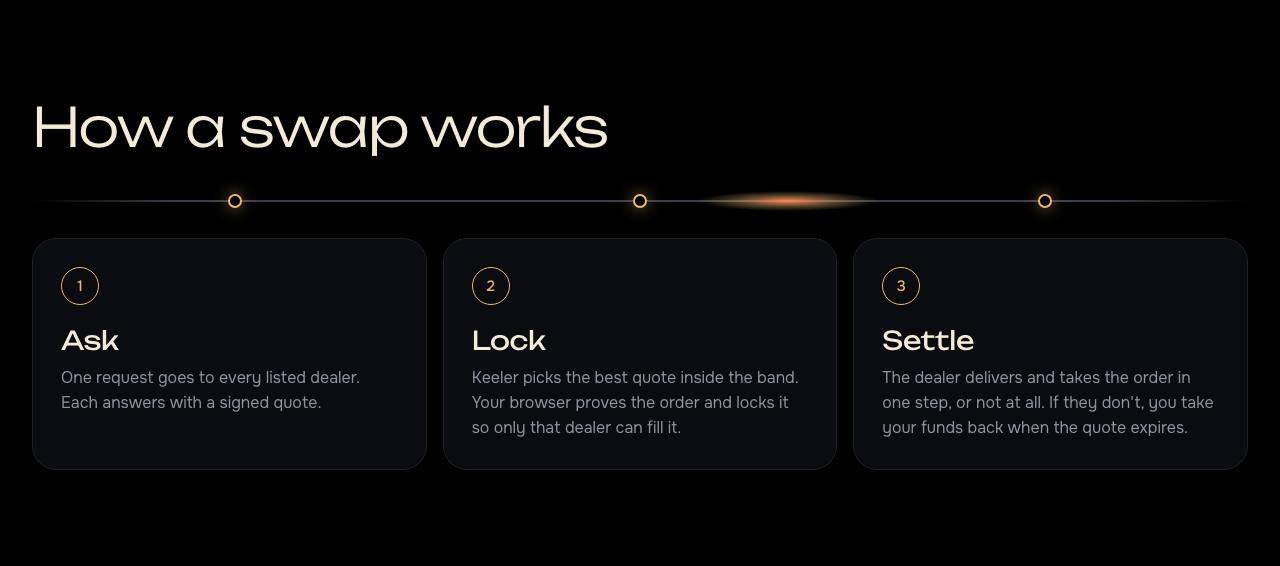 How a swap works
1
Ask
One request goes to every listed dealer.
Each answers with a signed quote.
2
Lock
Keeler picks the best quote inside the band.
Your browser proves the order and locks it
so only that dealer can fill it.
3
Settle
The dealer delivers and takes the order in
one step, or not at all. If they don't, you take
your funds back when the quote expires.